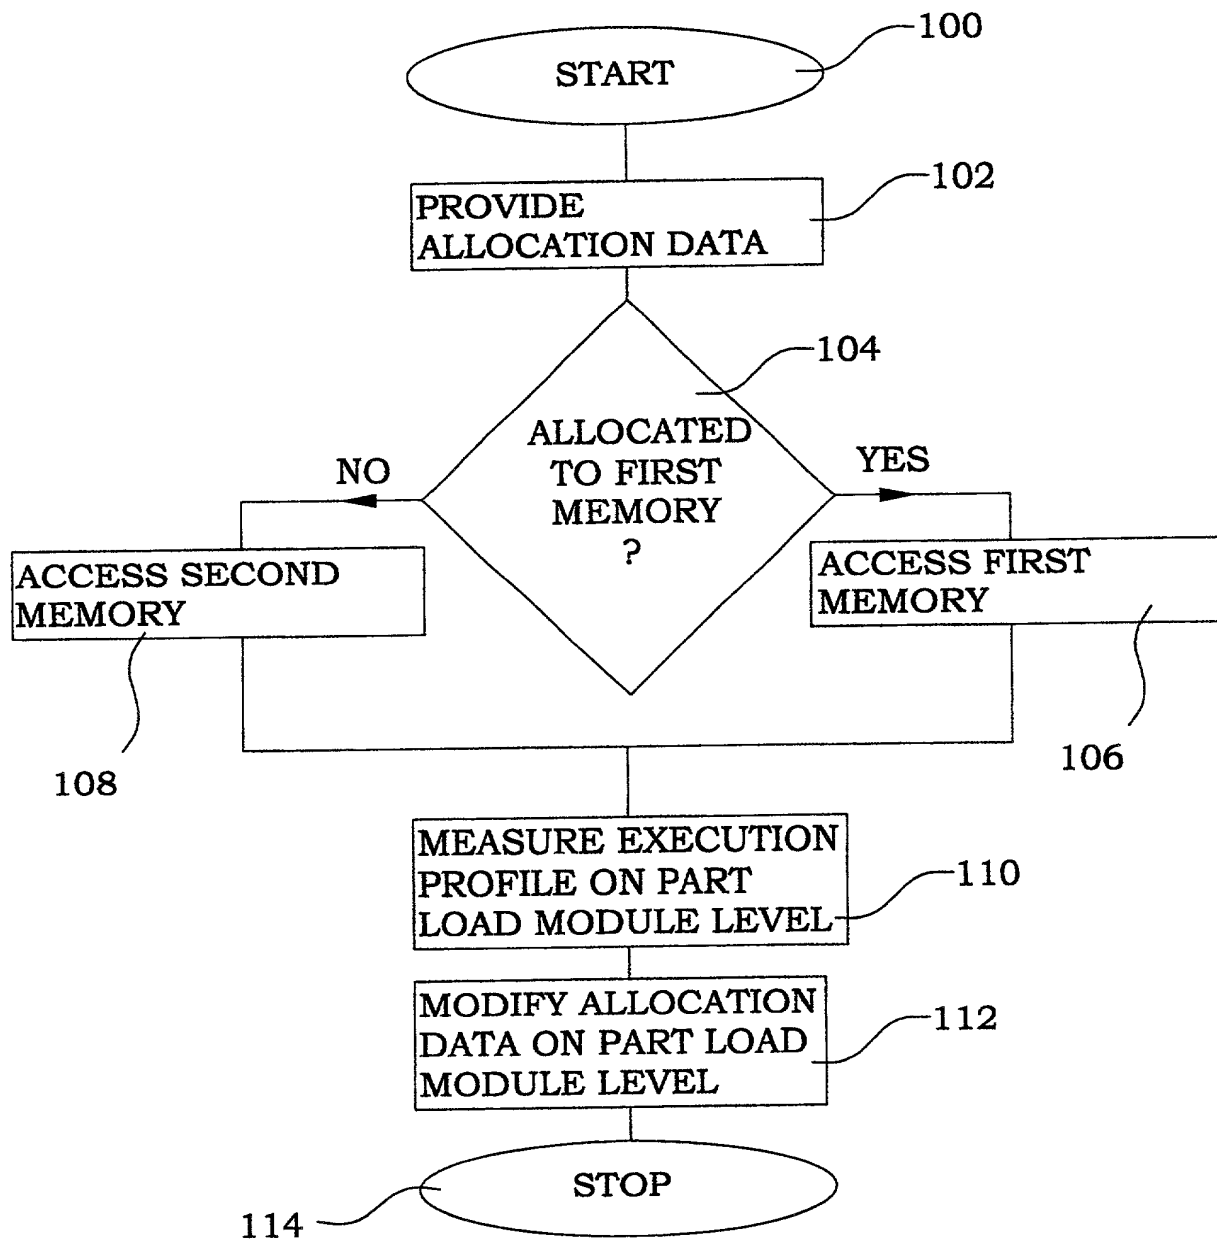 100
START
102
PROVIDE
ALLOCATION DATA
104
ALLOCATED
TO FIRST
MEMORY
?
NO
YES
ACCESS SECOND
MEMORY
ACCESS FIRST
MEMORY
108
106
MEASURE EXECUTION
PROFILE ON PART
LOAD MODULE LEVEL
110
MODIFY ALLOCATION
DATA ON PART LOAD
MODULE LEVEL
112
STOP
114